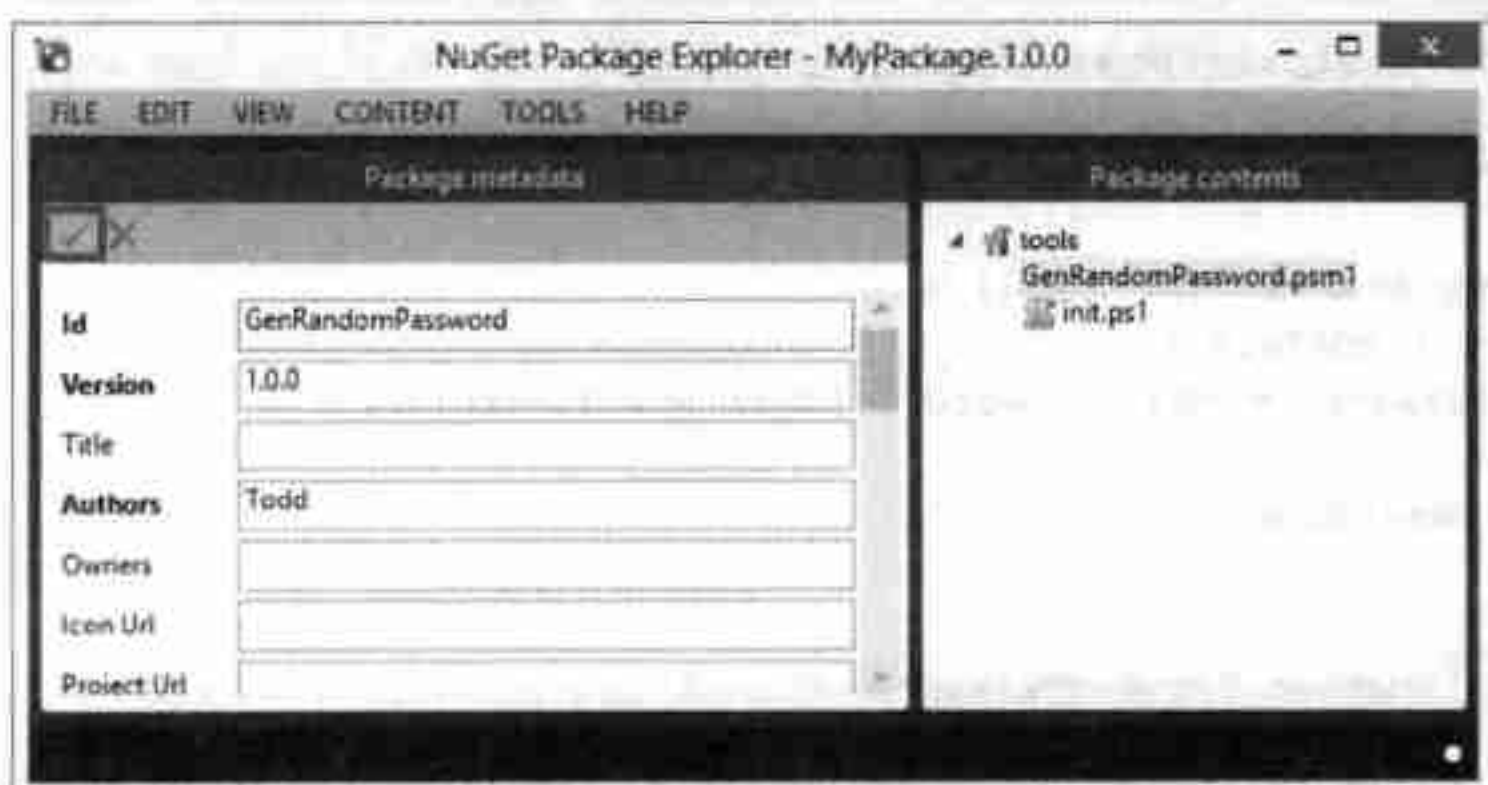 NuGet Package Explorer - MyPackage.1.0.0
FILE EDIT VIEW CONTENT TOOLS HELP
Package metadata
Id GenRandomPassword
Version 1.0.0
Title
Authors Todd
Owners
Icon Url
Project Url
Package contents
tools
GenRandomPassword.psm1
init.ps1